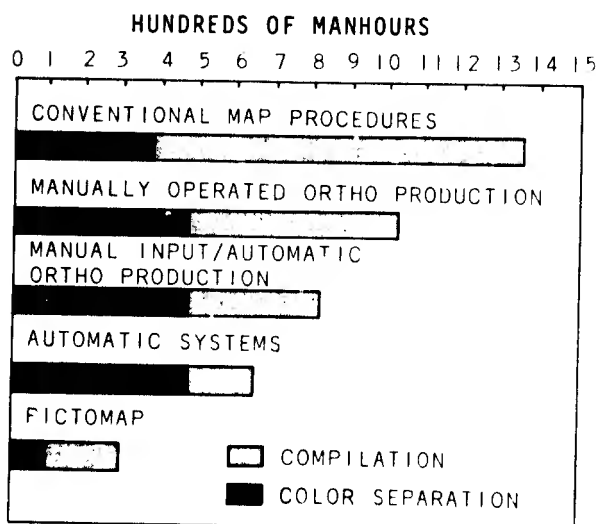 HUNDREDS OF MANHOURS
0 1 2 3 4 5 6 7 8 9 10 11 12 13 14 15
CONVENTIONAL MAP PROCEDURES
MANUALLY OPERATED ORTHO PRODUCTION
MANUAL INPUT/AUTOMATIC
ORTHO PRODUCTION
AUTOMATIC SYSTEMS
PICTOMAP
COMPILATION
COLOR SEPARATION